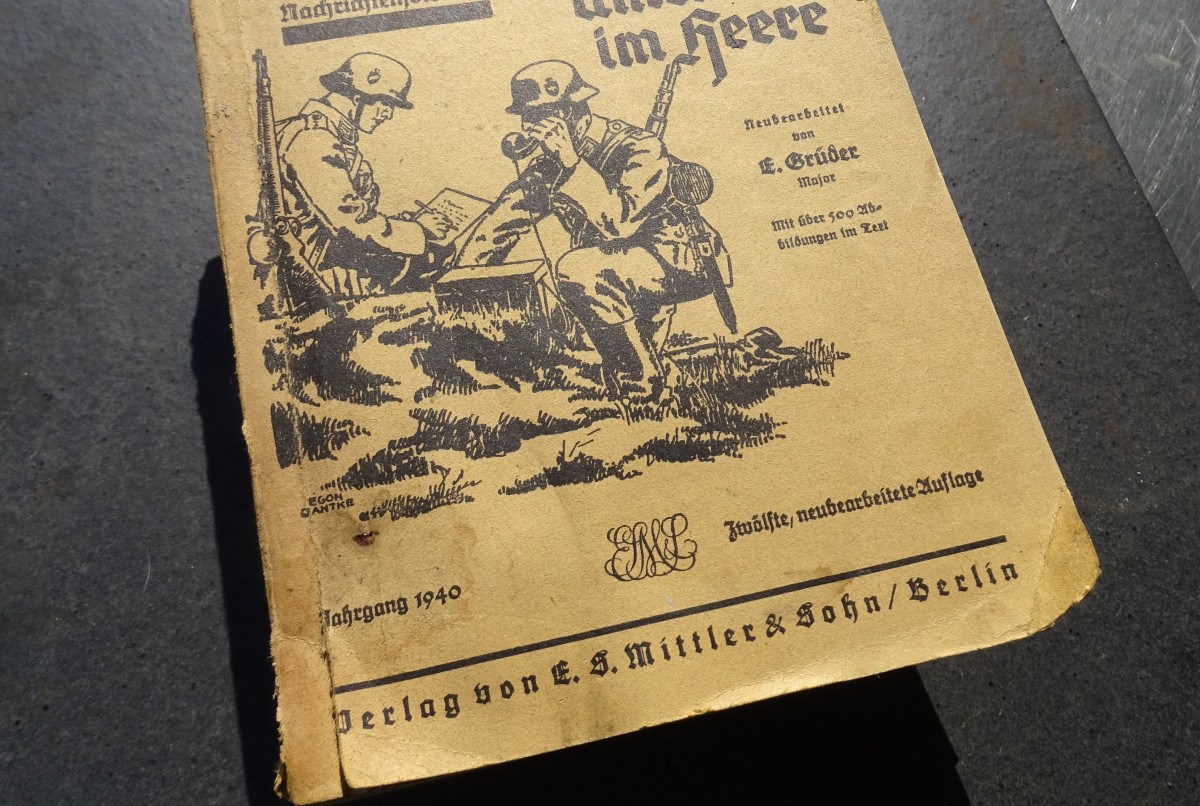 im Heere
Neubearbeitet
von
E. Grüder
Major
Mit über 500 Ab-
bildungen im Text
EGON
JANTKE
Zwölfte, neubearbeitete Auflage
Jahrgang 1940
Verlag von E. S. Mittler & Sohn / Berlin